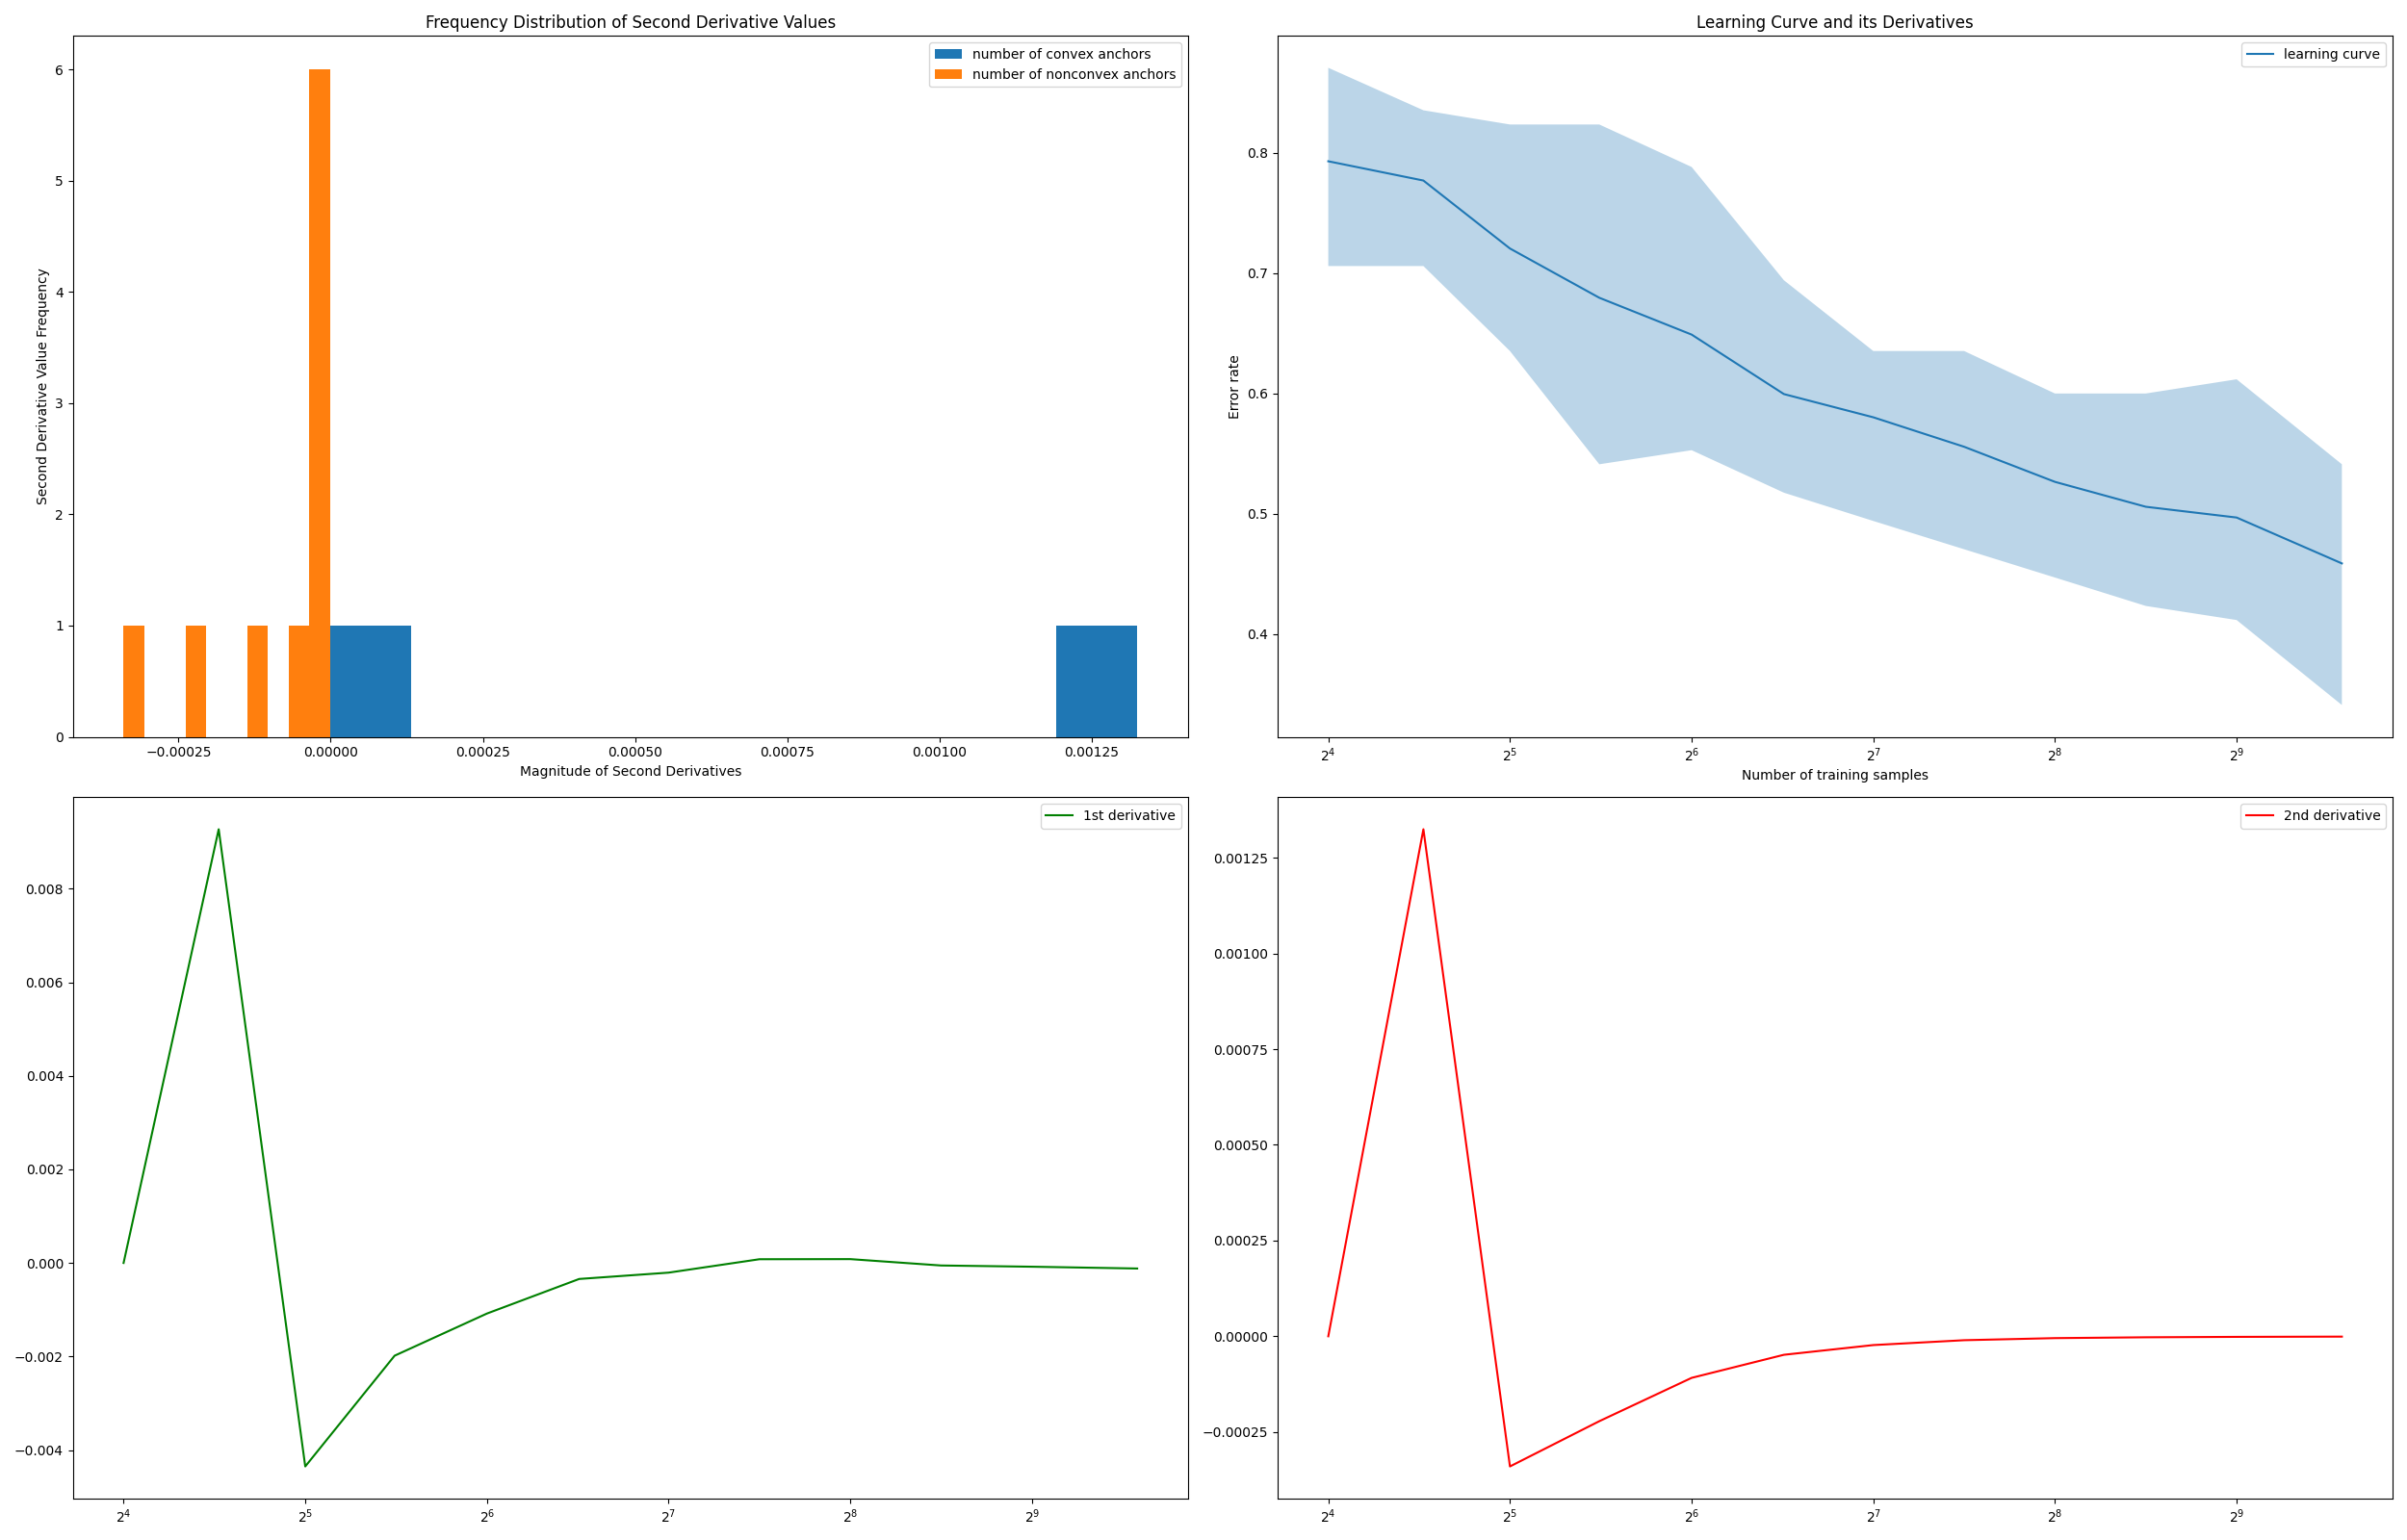 Frequency Distribution of Second Derivative Values
number of convex anchors
number of nonconvex anchors
6
5
4
3
2
1
0
Second Derivative Value Frequency
−0.00025 0.00000 0.00025 0.00050 0.00075 0.00100 0.00125
Magnitude of Second Derivatives
Learning Curve and its Derivatives
learning curve
0.8
0.7
0.6
0.5
0.4
Error rate
2⁴ 2⁵ 2⁶ 2⁷ 2⁸ 2⁹
Number of training samples
1st derivative
0.008
0.006
0.004
0.002
0.000
−0.002
−0.004
2⁴ 2⁵ 2⁶ 2⁷ 2⁸ 2⁹
2nd derivative
0.00125
0.00100
0.00075
0.00050
0.00025
0.00000
−0.00025
2⁴ 2⁵ 2⁶ 2⁷ 2⁸ 2⁹